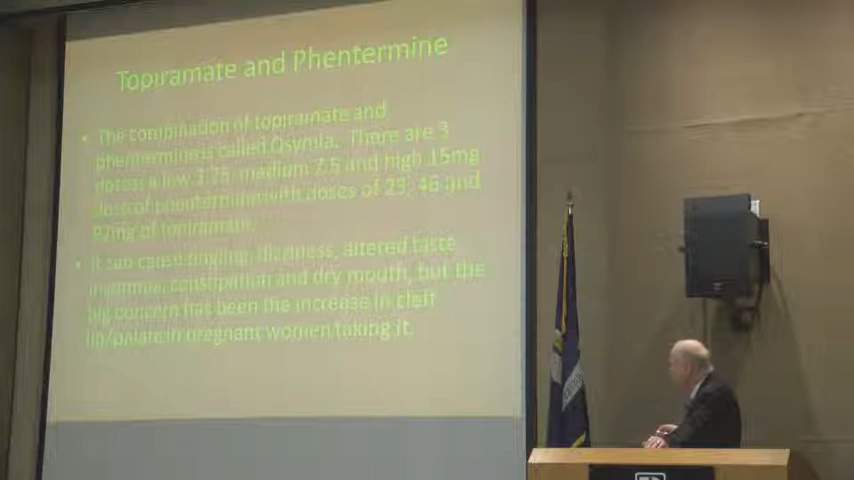 Topiramate and Phentermine
• The combination of topiramate and
phentermine is called Qsymia. There are 3
doses: a low 3.75, medium 7.5 and high 15mg
dose of phentermine with doses of 23, 46 and
92mg of topiramate.
• It can cause tingling, dizziness, altered taste
insomnia, constipation and dry mouth, but the
big concern has been the increase in cleft
lip/palate in pregnant women taking it.